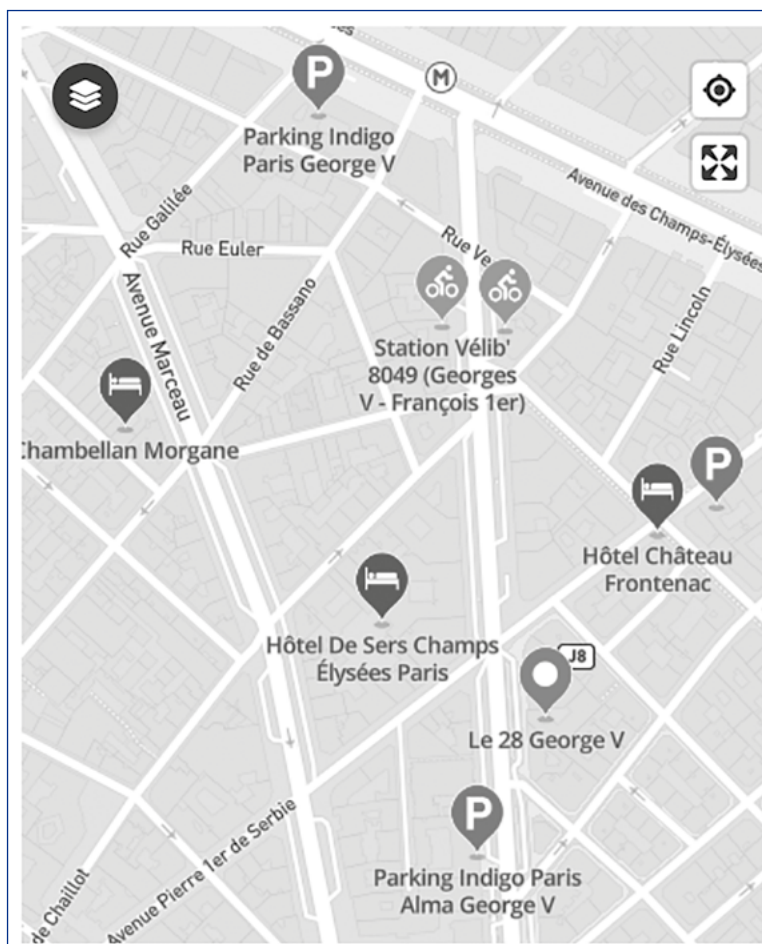 es
P
M
Parking Indigo
Paris George V
Avenue des Champs-Élysées
Rue Galilée
Rue Euler
Rue Ve
Avenue Marceau
Rue de Bassano
Station Vélib'
8049 (Georges
V - François 1er)
Rue Lincoln
Chambellan Morgane
P
Hôtel Château
Frontenac
Hôtel De Sers Champs
Élysées Paris
J8
Le 28 George V
P
Avenue Pierre 1er de Serbie
Parking Indigo Paris
Alma George V
de Chaillot